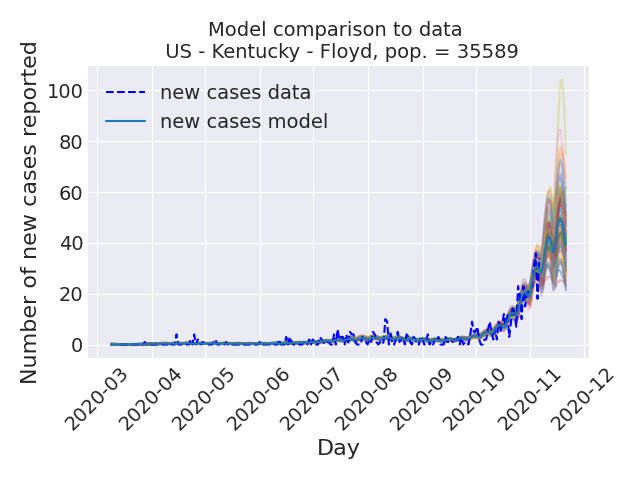 Model comparison to data
US - Kentucky - Floyd, pop. = 35589
Number of new cases reported
100
80
60
40
20
0
new cases data
new cases model
2020-03
2020-04
2020-05
2020-06
2020-07
2020-08
2020-09
2020-10
2020-11
2020-12
Day